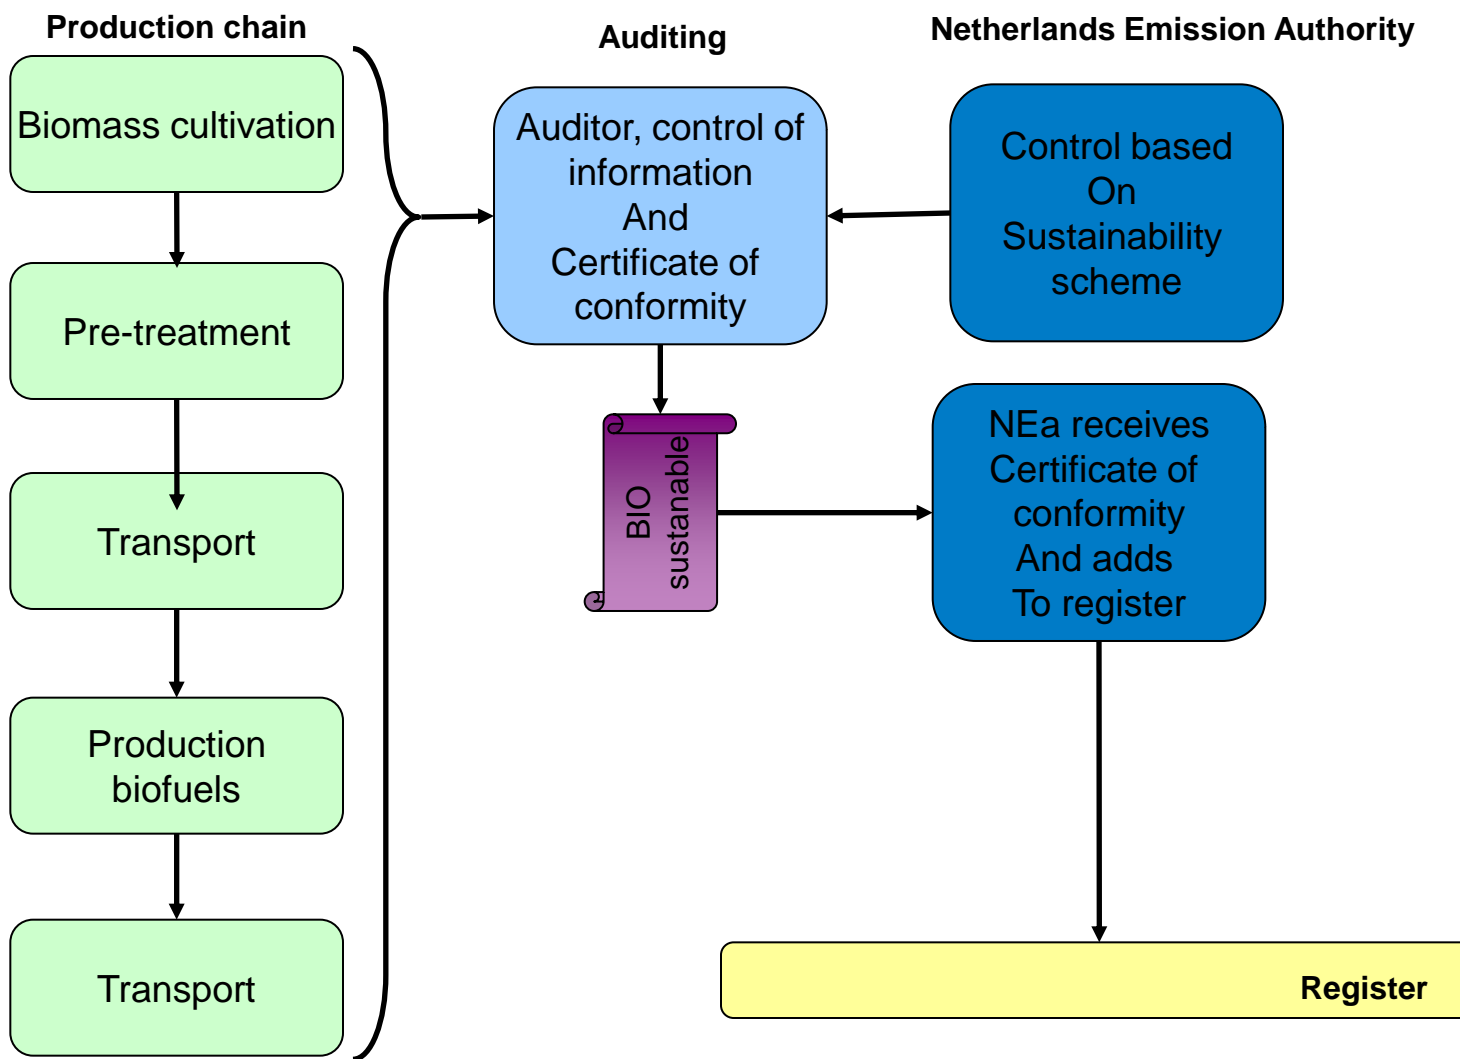 Production chain
Biomass cultivation
Pre-treatment
Transport
Production
biofuels
Transport
Auditing
Auditor, control of
information
And
Certificate of
conformity
BIO
sustanable
Netherlands Emission Authority
Control based
On
Sustainability
scheme
NEa receives
Certificate of
conformity
And adds
To register
Register